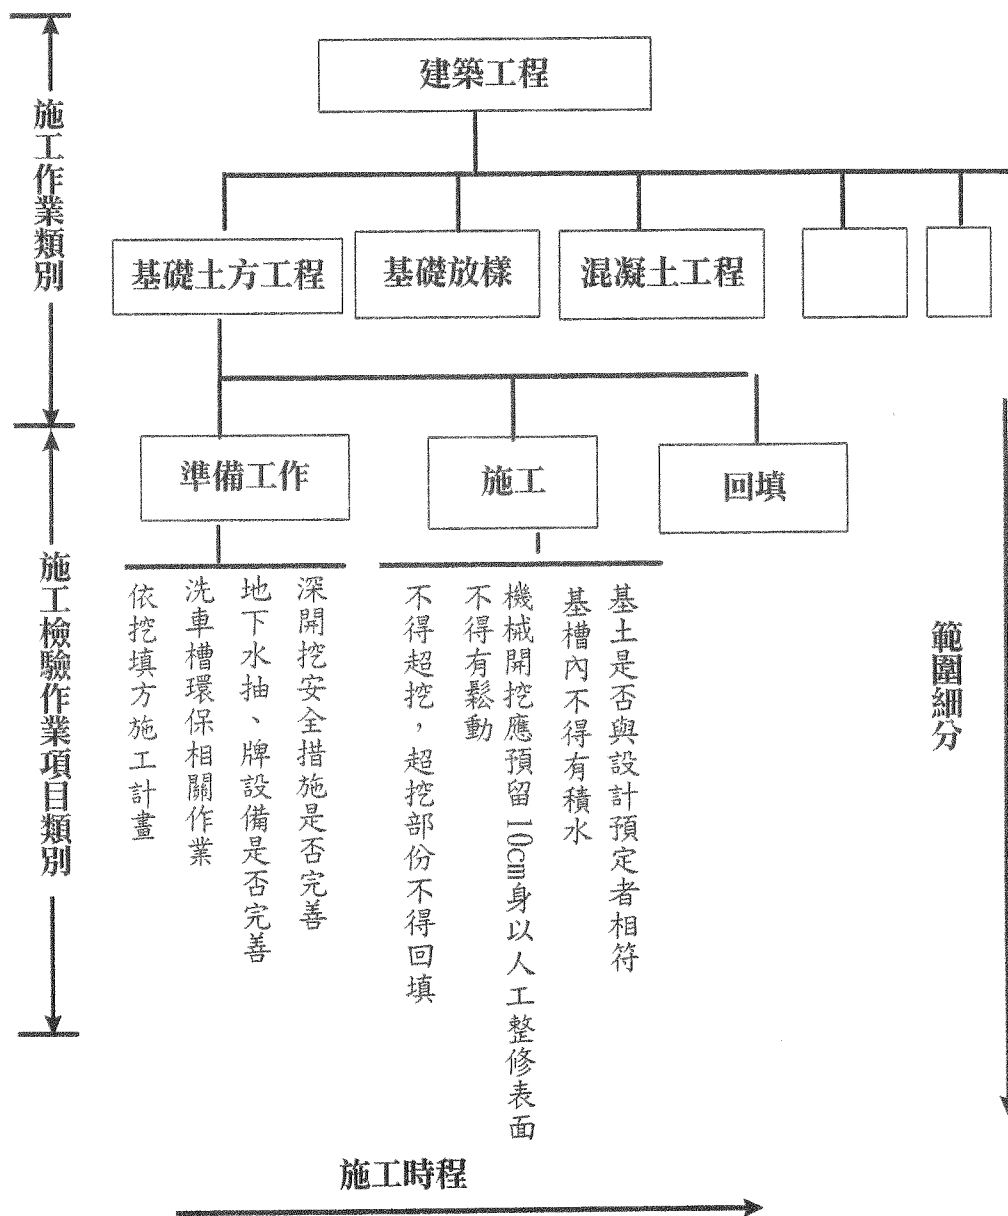 建築工程
施工作業類別
基礎土方工程
基礎放樣
混凝土工程
準備工作
施工
回填
施工檢驗作業項目類別
依挖填方施工計畫
洗車槽環保相關作業
地下水抽、牌設備是否完善
深開挖安全措施是否完善
不得超挖，超挖部份不得回填
不得有鬆動
機械開挖應預留10cm身以人工整修表面
基槽內不得有積水
基土是否與設計預定者相符
範圍細分
施工時程